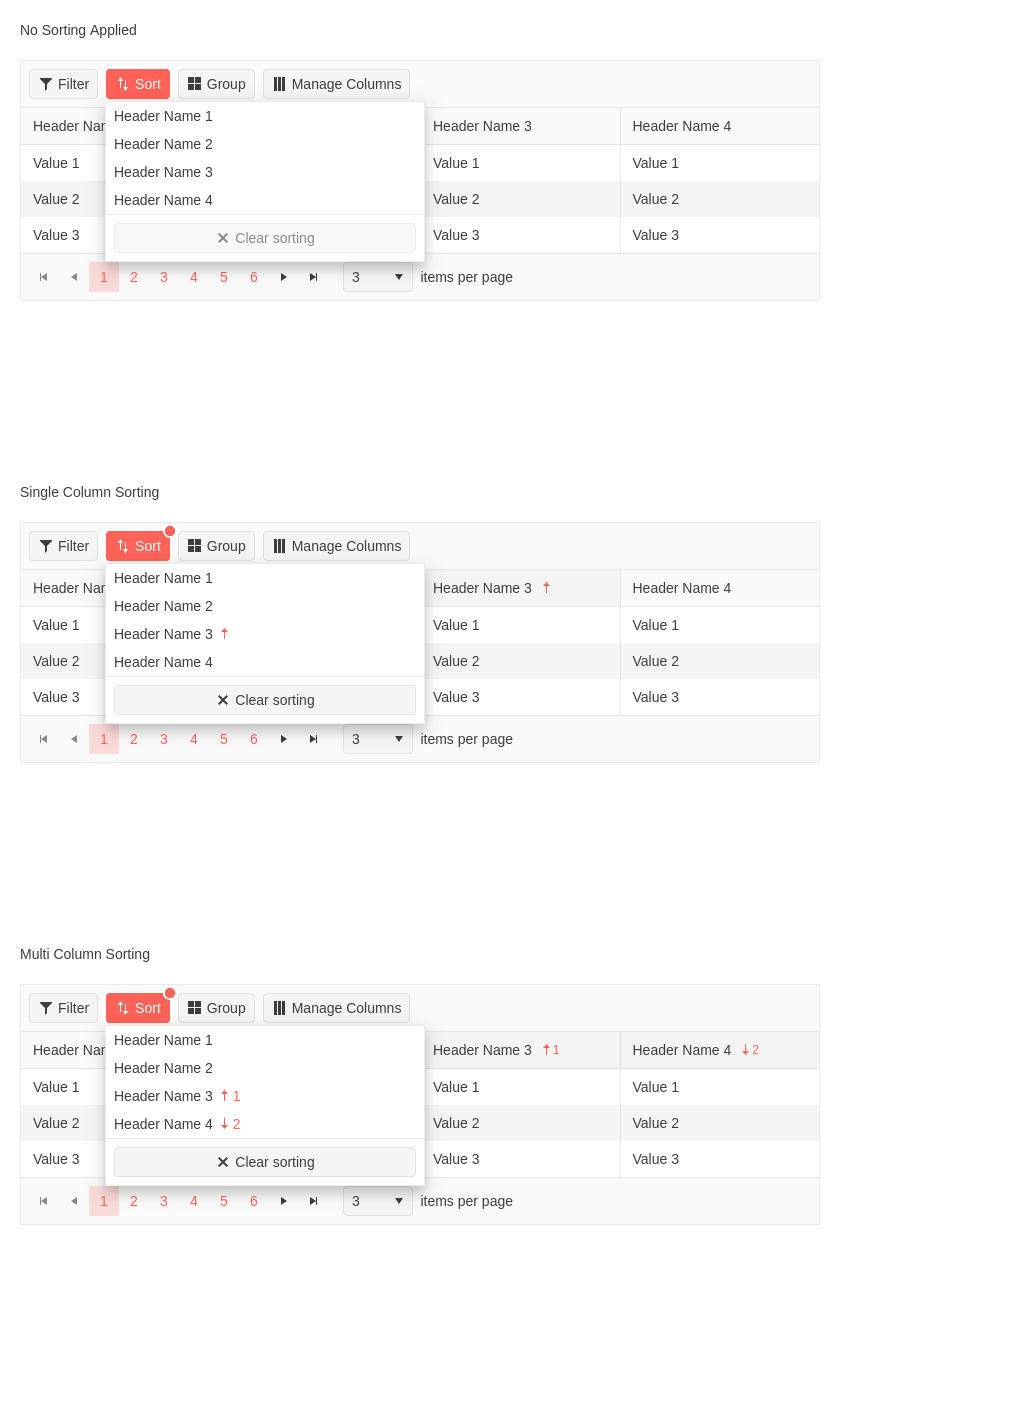 No Sorting Applied
Filter Sort Group Manage Columns
Header Name 1
Header Name 2
Header Name 3
Header Name 4
Clear sorting
Header Nar Header Name 3 Header Name 4
Value 1 Value 1 Value 1
Value 2 Value 2 Value 2
Value 3 Value 3 Value 3
1 2 3 4 5 6 3 items per page
Single Column Sorting
Filter Sort Group Manage Columns
Header Name 1
Header Name 2
Header Name 3
Header Name 4
Clear sorting
Header Nar Header Name 3 Header Name 4
Value 1 Value 1 Value 1
Value 2 Value 2 Value 2
Value 3 Value 3 Value 3
1 2 3 4 5 6 3 items per page
Multi Column Sorting
Filter Sort Group Manage Columns
Header Name 1
Header Name 2
Header Name 3 1
Header Name 4 2
Clear sorting
Header Nar Header Name 3 1 Header Name 4 2
Value 1 Value 1 Value 1
Value 2 Value 2 Value 2
Value 3 Value 3 Value 3
1 2 3 4 5 6 3 items per page